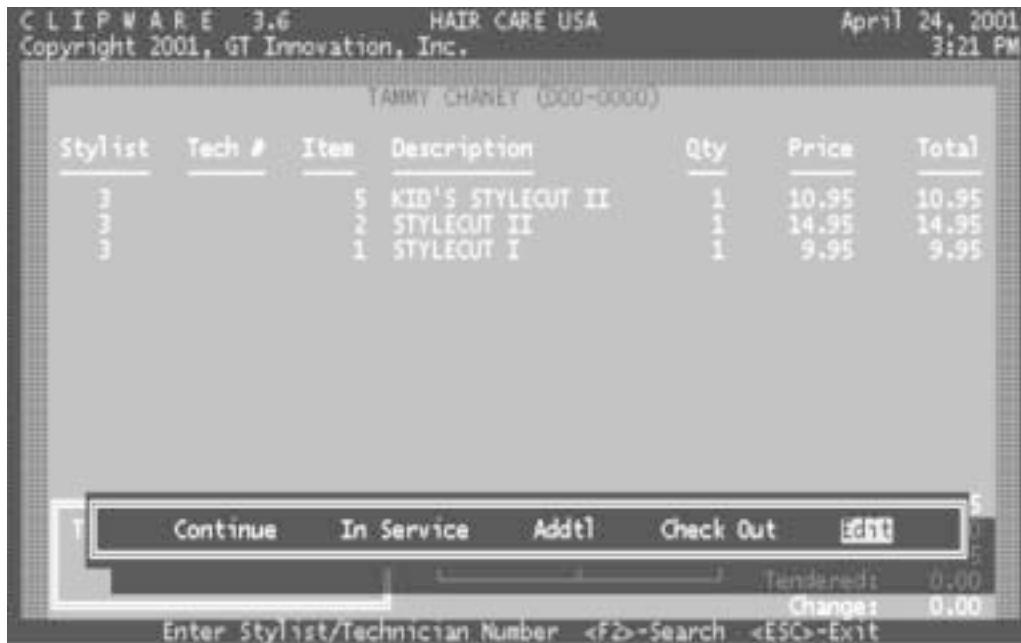 C L I P W A R E 3.6 HAIR CARE USA April 24, 2001
Copyright 2001, GT Innovation, Inc. 3:21 PM
TAMMY CHANEY (000-0000)
Stylist Tech # Item Description Qty Price Total
3 5 KID'S STYLECUT II 1 10.95 10.95
3 2 STYLECUT II 1 14.95 14.95
3 1 STYLECUT I 1 9.95 9.95
Continue In Service Addtl Check Out Edit
Tendered: 0.00
Change: 0.00
Enter Stylist/Technician Number <F2>-Search <ESC>-Exit